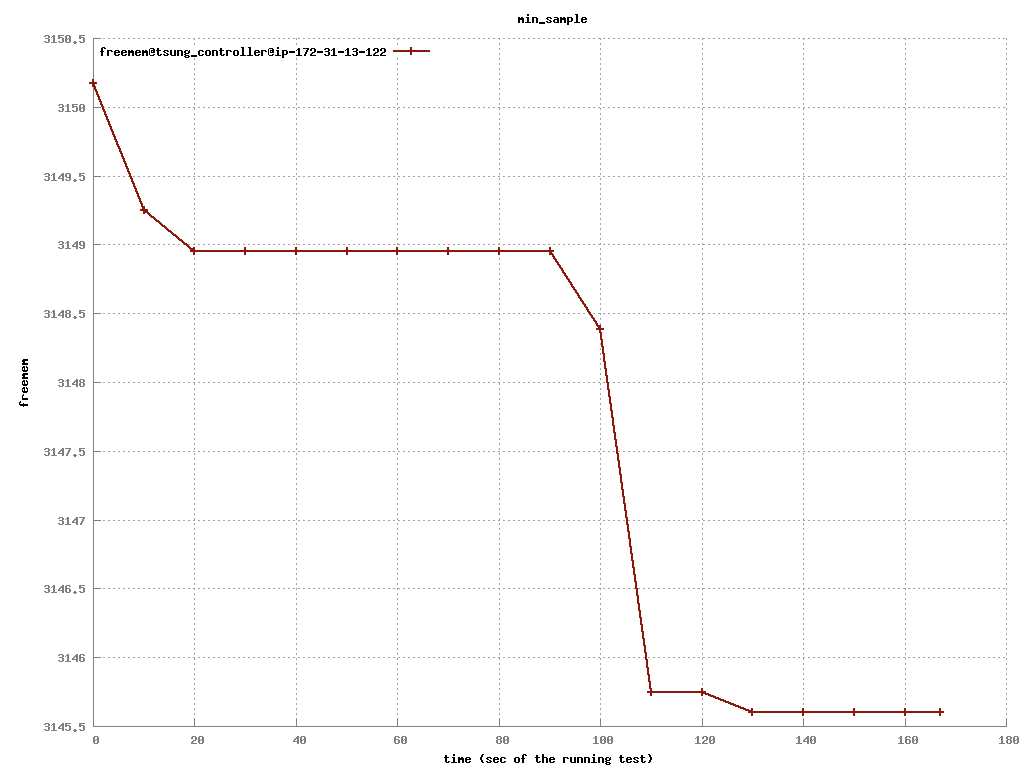 min_sample
freemem@tsung_controller@ip-172-31-13-122
3150.5
3150
3149.5
3149
3148.5
3148
3147.5
3147
3146.5
3146
3145.5
freemem
0 20 40 60 80 100 120 140 160 180
time (sec of the running test)